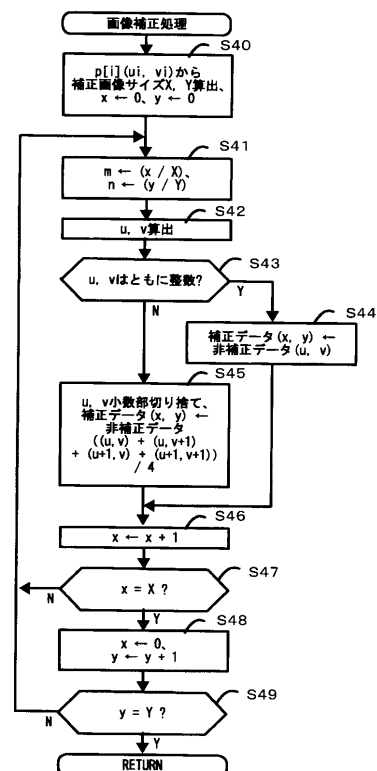 画像補正処理
S40
p[i](ui, vi)から
補正画像サイズX, Y算出、
x ← 0、y ← 0
S41
m ← (x / X)、
n ← (y / Y)
S42
u, v算出
S43
u, vはともに整数?
Y
N
S44
補正データ(x, y) ←
非補正データ(u, v)
S45
u, v小数部切り捨て、
補正データ(x, y) ←
非補正データ
((u,v) + (u,v+1)
+ (u+1,v) + (u+1,v+1))
/ 4
S46
x ← x + 1
S47
x = X ?
N
Y
S48
x ← 0、
y ← y + 1
S49
y = Y ?
N
Y
RETURN